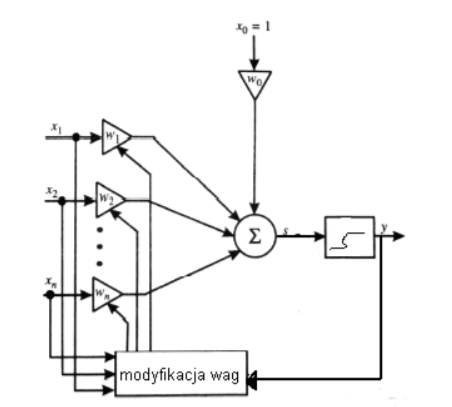 x₀ = 1
w₀
x₁
w₁
x₂
w₂
Σ
s
y
xₙ
wₙ
modyfikacja wag